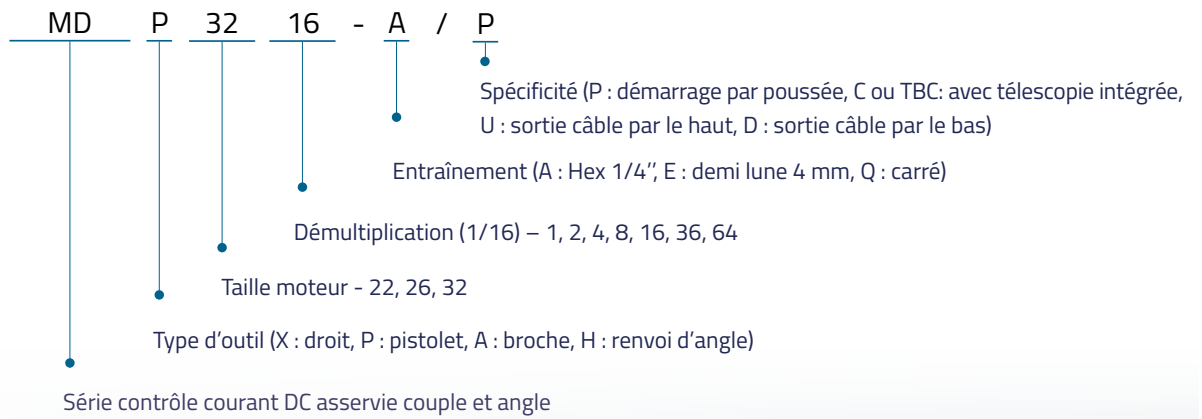 MD P 32 16 - A / P
Spécificité (P : démarrage par poussée, C ou TBC: avec télescopie intégrée,
U : sortie câble par le haut, D : sortie câble par le bas)
Entraînement (A : Hex 1/4’’, E : demi lune 4 mm, Q : carré)
Démultiplication (1/16) – 1, 2, 4, 8, 16, 36, 64
Taille moteur - 22, 26, 32
Type d’outil (X : droit, P : pistolet, A : broche, H : renvoi d’angle)
Série contrôle courant DC asservie couple et angle